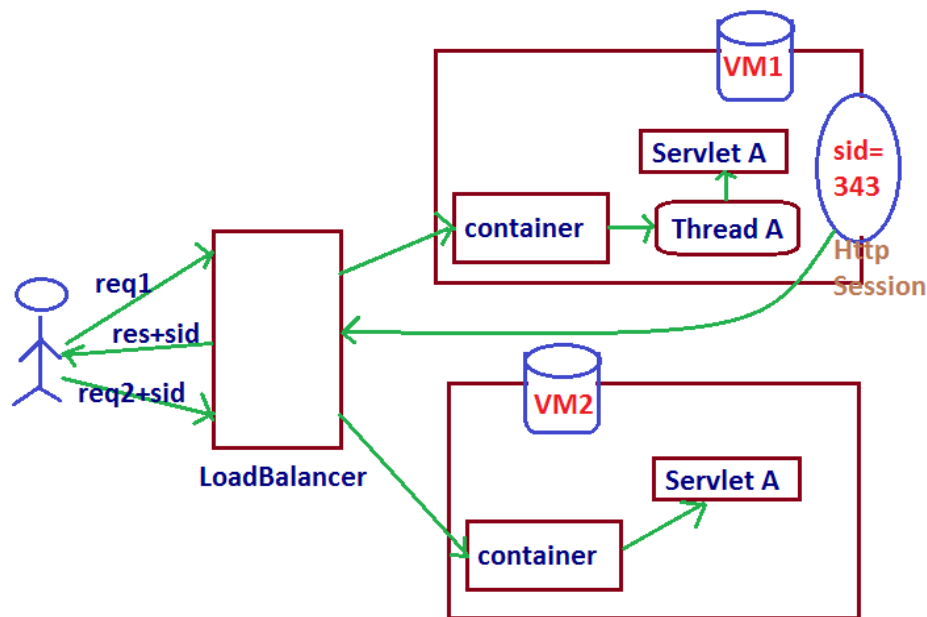 VM1
Servlet A
sid=
343
container
Thread A
Http
Session
req1
res+sid
req2+sid
LoadBalancer
VM2
Servlet A
container